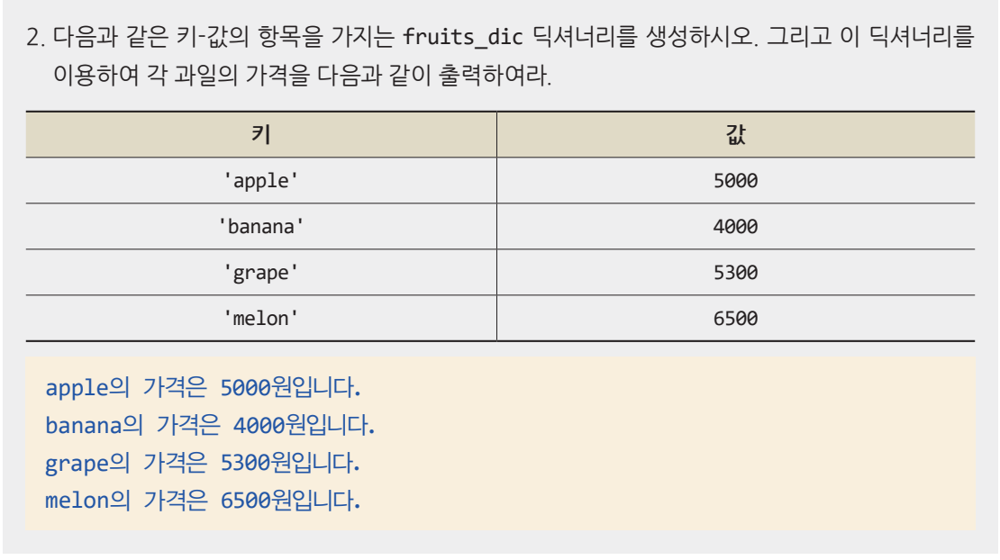 2. 다음과 같은 키-값의 항목을 가지는 fruits_dic 딕셔너리를 생성하시오. 그리고 이 딕셔너리를
이용하여 각 과일의 가격을 다음과 같이 출력하여라.
키 값
'apple' 5000
'banana' 4000
'grape' 5300
'melon' 6500
apple의 가격은 5000원입니다.
banana의 가격은 4000원입니다.
grape의 가격은 5300원입니다.
melon의 가격은 6500원입니다.